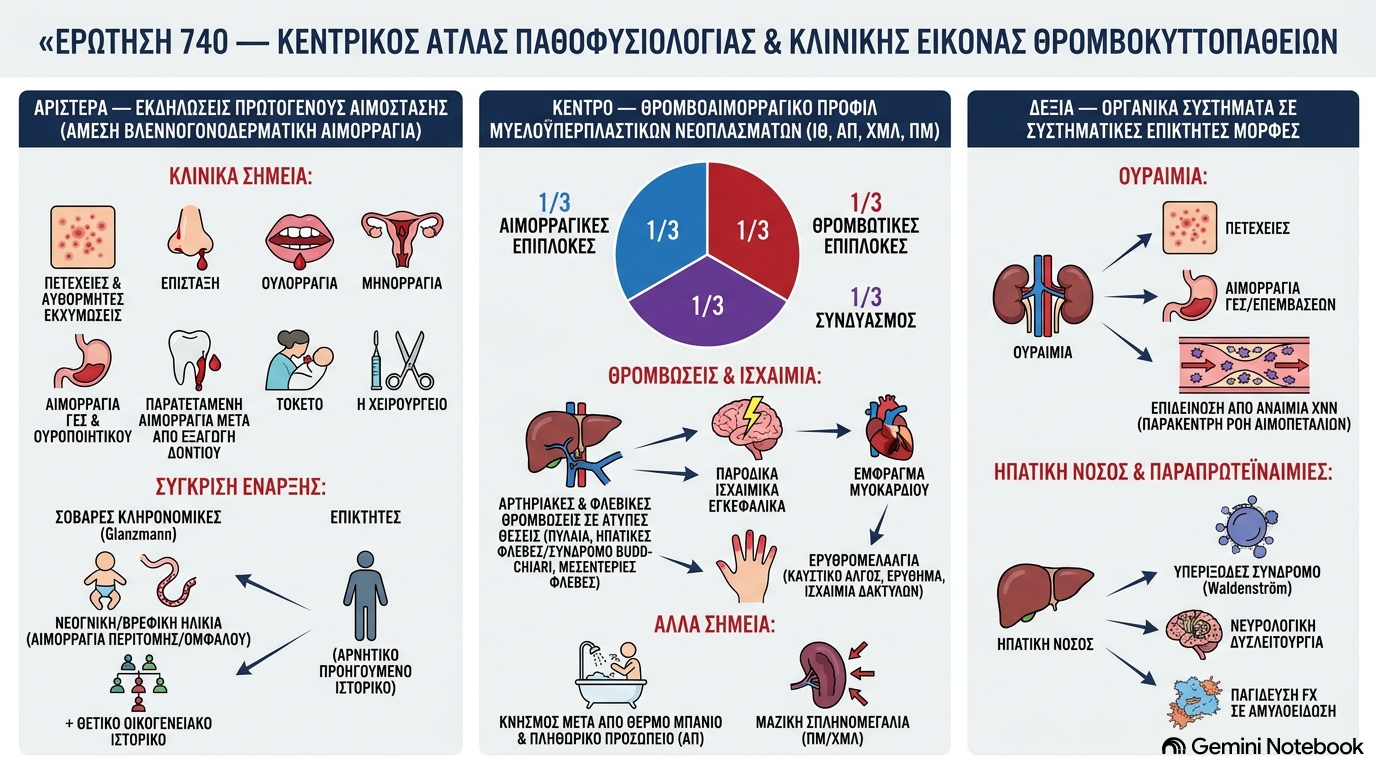 «ΕΡΩΤΗΣΗ 740 — ΚΕΝΤΡΙΚΟΣ ΑΤΛΑΣ ΠΑΘΟΦΥΣΙΟΛΟΓΙΑΣ & ΚΛΙΝΙΚΗΣ ΕΙΚΟΝΑΣ ΘΡΟΜΒΟΚΥΤΤΟΠΑΘΕΙΩΝ
ΑΡΙΣΤΕΡΑ — ΕΚΔΗΛΩΣΕΙΣ ΠΡΩΤΟΓΕΝΟΥΣ ΑΙΜΟΣΤΑΣΗΣ
(ΑΜΕΣΗ ΒΛΕΝΝΟΓΟΝΟΔΕΡΜΑΤΙΚΗ ΑΙΜΟΡΡΑΓΙΑ)
ΚΛΙΝΙΚΑ ΣΗΜΕΙΑ:
ΠΕΤΕΧΕΙΕΣ &
ΑΥΘΟΡΜΗΤΕΣ
ΕΚΧΥΜΩΣΕΙΣ
ΕΠΙΣΤΑΞΗ
ΟΥΛΟΡΡΑΓΙΑ
ΜΗΝΟΡΡΑΓΙΑ
ΑΙΜΟΡΡΑΓΙΑ
ΓΕΣ &
ΟΥΡΟΠΟΙΗΤΙΚΟΥ
ΠΑΡΑΤΕΤΑΜΕΝΗ
ΑΙΜΟΡΡΑΓΙΑ ΜΕΤΑ
ΑΠΟ ΕΞΑΓΩΓΗ
ΔΟΝΤΙΟΥ
ΤΟΚΕΤΟ
Η ΧΕΙΡΟΥΡΓΕΙΟ
ΣΥΓΚΡΙΣΗ ΕΝΑΡΞΗΣ:
ΣΟΒΑΡΕΣ ΚΛΗΡΟΝΟΜΙΚΕΣ
(Glanzmann)
ΕΠΙΚΤΗΤΕΣ
ΝΕΟΓΝΙΚΗ/ΒΡΕΦΙΚΗ ΗΛΙΚΙΑ
(ΑΙΜΟΡΡΑΓΙΑ ΠΕΡΙΤΟΜΗΣ/ΟΜΦΑΛΟΥ)
(ΑΡΝΗΤΙΚΟ
ΠΡΟΗΓΟΥΜΕΝΟ
ΙΣΤΟΡΙΚΟ)
+ ΘΕΤΙΚΟ ΟΙΚΟΓΕΝΕΙΑΚΟ
ΙΣΤΟΡΙΚΟ
ΚΕΝΤΡΟ — ΘΡΟΜΒΟΑΙΜΟΡΡΑΓΙΚΟ ΠΡΟΦΙΛ
ΜΥΕΛΟΫΠΕΡΠΛΑΣΤΙΚΩΝ ΝΕΟΠΛΑΣΜΑΤΩΝ (ΙΘ, ΑΠ, ΧΜΛ, ΠΜ)
1/3
ΑΙΜΟΡΡΑΓΙΚΕΣ
ΕΠΙΠΛΟΚΕΣ
1/3
1/3
1/3
1/3
ΘΡΟΜΒΩΤΙΚΕΣ
ΕΠΙΠΛΟΚΕΣ
1/3
ΣΥΝΔΥΑΣΜΟΣ
ΘΡΟΜΒΩΣΕΙΣ & ΙΣΧΑΙΜΙΑ:
ΑΡΤΗΡΙΑΚΕΣ & ΦΛΕΒΙΚΕΣ
ΘΡΟΜΒΩΣΕΙΣ ΣΕ ΑΤΥΠΕΣ
ΘΕΣΕΙΣ (ΠΥΛΑΙΑ, ΗΠΑΤΙΚΕΣ
ΦΛΕΒΕΣ/ΣΥΝΔΡΟΜΟ BUDD-
CHIARI, ΜΕΣΕΝΤΕΡΙΕΣ
ΦΛΕΒΕΣ)
ΠΑΡΟΔΙΚΑ
ΙΣΧΑΙΜΙΚΑ
ΕΓΚΕΦΑΛΙΚΑ
ΕΜΦΡΑΓΜΑ
ΜΥΟΚΑΡΔΙΟΥ
ΕΡΥΘΡΟΜΕΛΑΛΓΙΑ
(ΚΑΥΣΤΙΚΟ ΑΛΓΟΣ, ΕΡΥΘΗΜΑ,
ΙΣΧΑΙΜΙΑ ΔΑΚΤΥΛΩΝ)
ΑΛΛΑ ΣΗΜΕΙΑ:
ΚΝΗΣΜΟΣ ΜΕΤΑ ΑΠΟ ΘΕΡΜΟ ΜΠΑΝΙΟ
& ΠΛΗΘΩΡΙΚΟ ΠΡΟΣΩΠΕΙΟ (ΑΠ)
ΜΑΖΙΚΗ ΣΠΛΗΝΟΜΕΓΑΛΙΑ
(ΠΜ/ΧΜΛ)
ΔΕΞΙΑ — ΟΡΓΑΝΙΚΑ ΣΥΣΤΗΜΑΤΑ ΣΕ
ΣΥΣΤΗΜΑΤΙΚΕΣ ΕΠΙΚΤΗΤΕΣ ΜΟΡΦΕΣ
ΟΥΡΑΙΜΙΑ:
ΠΕΤΕΧΕΙΕΣ
ΑΙΜΟΡΡΑΓΙΑ
ΓΕΣ/ΕΠΕΜΒΑΣΕΩΝ
ΟΥΡΑΙΜΙΑ
ΕΠΙΔΕΙΝΩΣΗ ΑΠΟ ΑΝΑΙΜΙΑ ΧΝΝ
(ΠΑΡΑΚΕΝΤΡΗ ΡΟΗ ΑΙΜΟΠΕΤΑΛΙΩΝ)
ΗΠΑΤΙΚΗ ΝΟΣΟΣ & ΠΑΡΑΠΡΩΤΕΪΝΑΙΜΙΕΣ:
ΥΠΕΡΙΞΩΔΕΣ ΣΥΝΔΡΟΜΟ
(Waldenström)
ΗΠΑΤΙΚΗ ΝΟΣΟΣ
ΝΕΥΡΟΛΟΓΙΚΗ
ΔΥΣΛΕΙΤΟΥΡΓΙΑ
ΠΑΓΙΔΕΥΣΗ FX
ΣΕ ΑΜΥΛΟΕΙΔΩΣΗ
Gemini Notebook